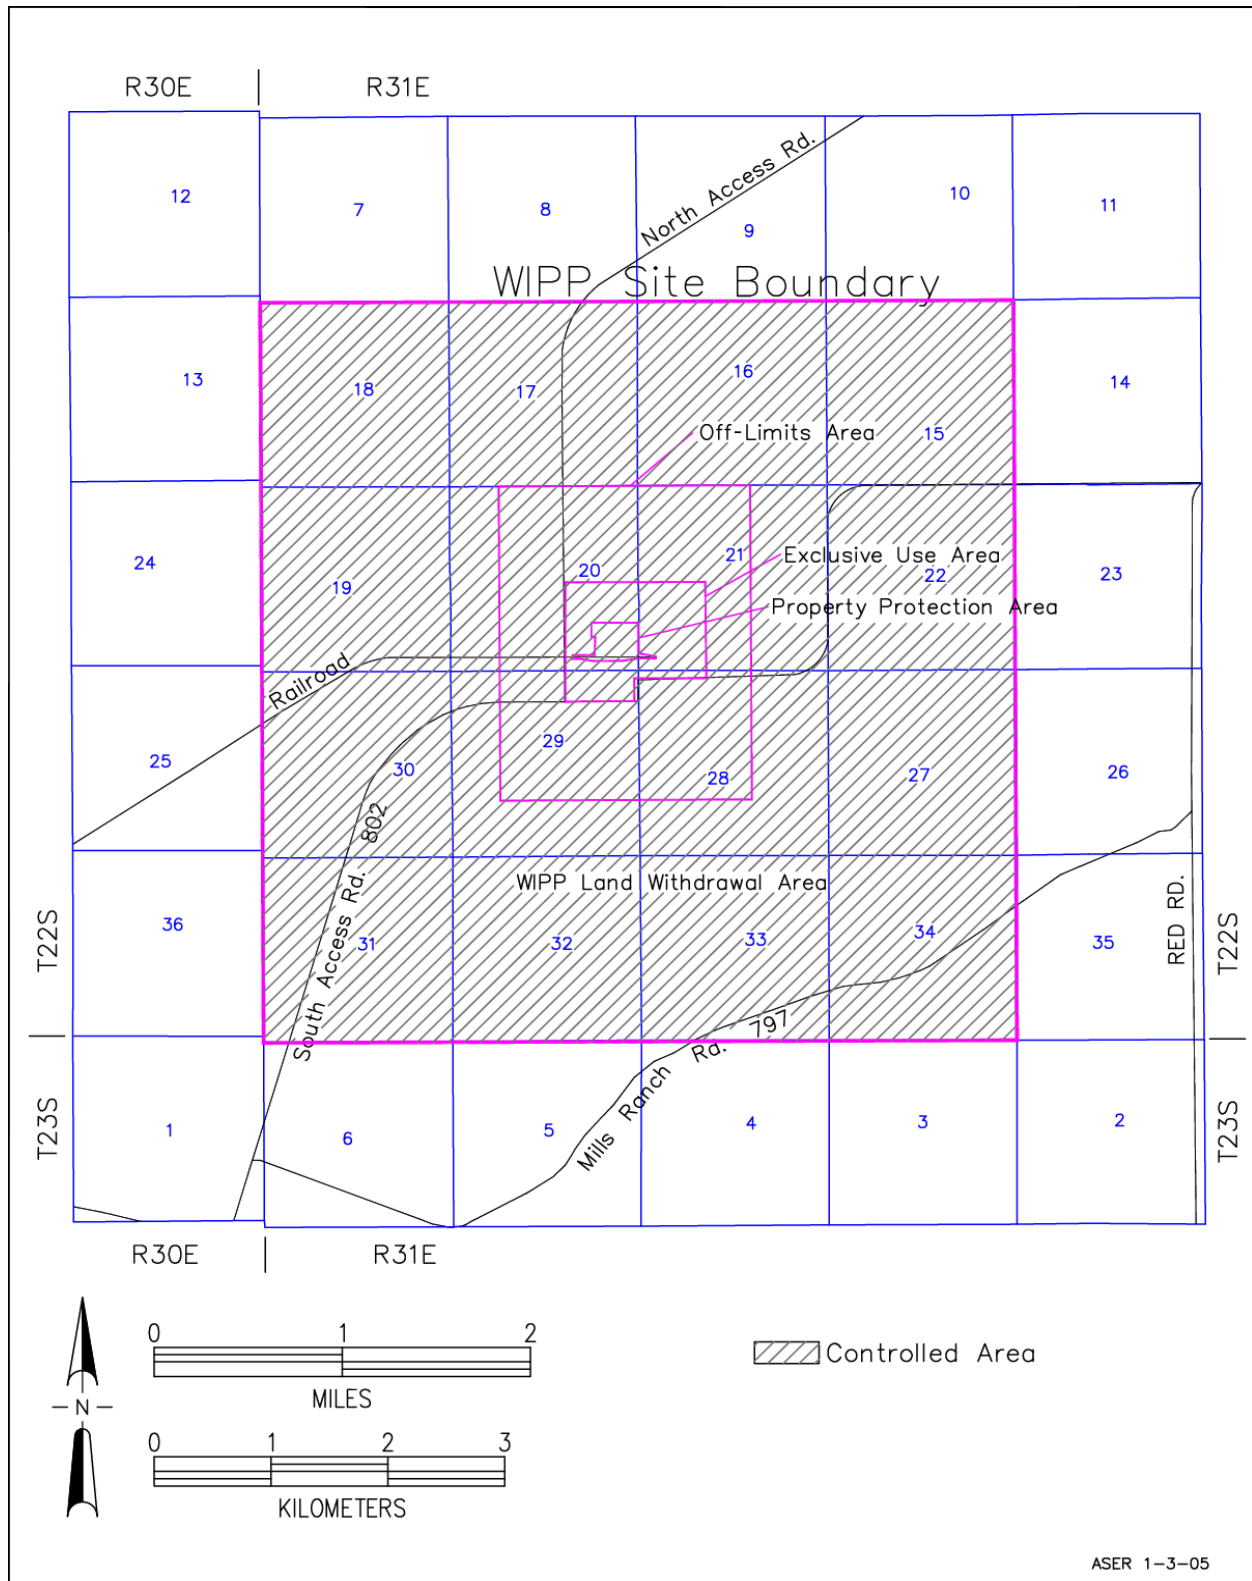 R30E
R31E
12
7
8
North Access Rd.
9
10
11
WIPP Site Boundary
13
18
17
16
15
14
Off-Limits Area
24
19
20
21
Exclusive Use Area
22
23
Property Protection Area
Railroad
25
30
29
28
27
26
South Access Rd. 802
WIPP Land Withdrawal Area
T22S
36
31
32
33
34
35
RED RD.
T22S
Mills Ranch Rd. 797
T23S
1
6
5
4
3
2
T23S
R30E
R31E
0 1 2
MILES
N
0 1 2 3
KILOMETERS
Controlled Area
ASER 1-3-05